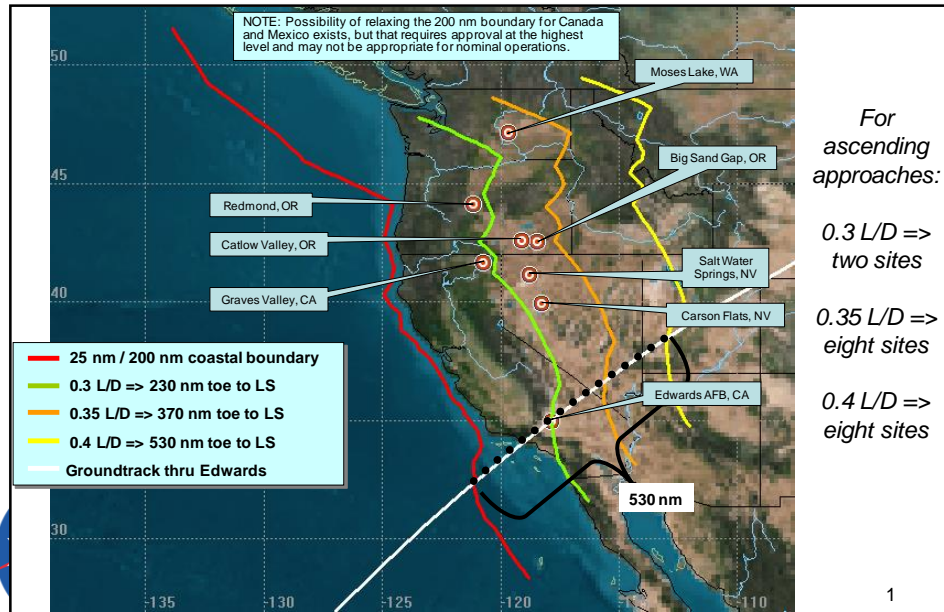 NOTE: Possibility of relaxing the 200 nm boundary for Canada
and Mexico exists, but that requires approval at the highest
level and may not be appropriate for nominal operations.
50
Moses Lake, WA
Big Sand Gap, OR
45
Redmond, OR
Catlow Valley, OR
Salt Water
Springs, NV
Graves Valley, CA
40
Carson Flats, NV
25 nm / 200 nm coastal boundary
0.3 L/D => 230 nm toe to LS
0.35 L/D => 370 nm toe to LS
0.4 L/D => 530 nm toe to LS
Groundtrack thru Edwards
Edwards AFB, CA
530 nm
30
-135
-130
-125
-120
-110
For
ascending
approaches:
0.3 L/D =>
two sites
0.35 L/D =>
eight sites
0.4 L/D =>
eight sites
1